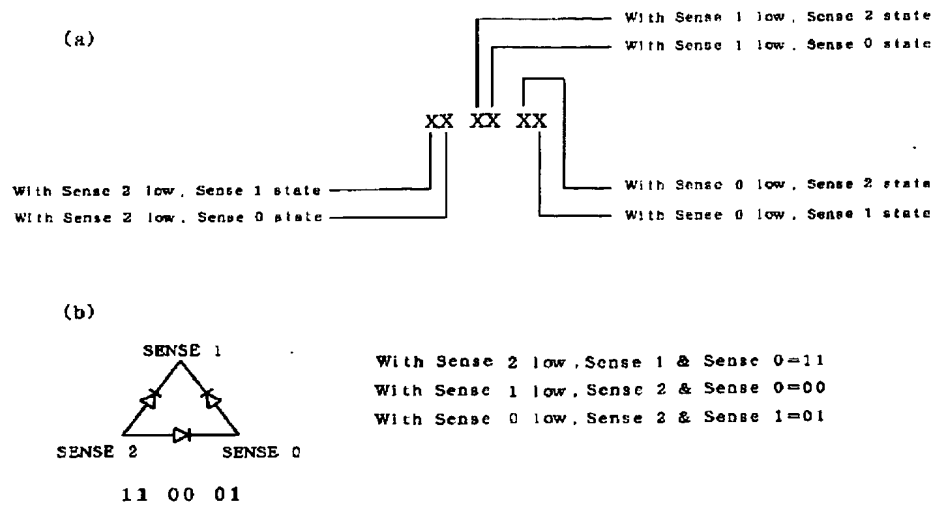 (a)
With Sense 1 low, Sense 2 state
With Sense 1 low, Sense 0 state
XX XX XX
With Sense 2 low, Sense 1 state
With Sense 2 low, Sense 0 state
With Sense 0 low, Sense 2 state
With Sense 0 low, Sense 1 state
(b)
SENSE 1
SENSE 2
SENSE 0
11 00 01
With Sense 2 low, Sense 1 & Sense 0=11
With Sense 1 low, Sense 2 & Sense 0=00
With Sense 0 low, Sense 2 & Sense 1=01